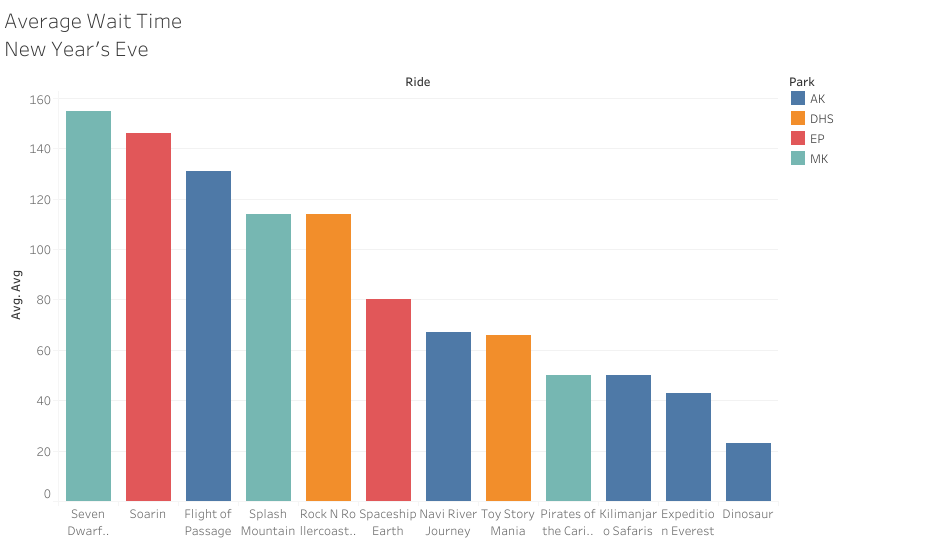 Average Wait Time
New Year's Eve
Ride
Park
AK
DHS
EP
MK
Avg. Avg
160
140
120
100
80
60
40
20
0
Seven
Dwarf..
Soarin
Flight of
Passage
Splash
Mountain
Rock N Ro
llercoast..
Spaceship
Earth
Navi River
Journey
Toy Story
Mania
Pirates of
the Cari..
Kilimanjar
o Safaris
Expeditio
n Everest
Dinosaur